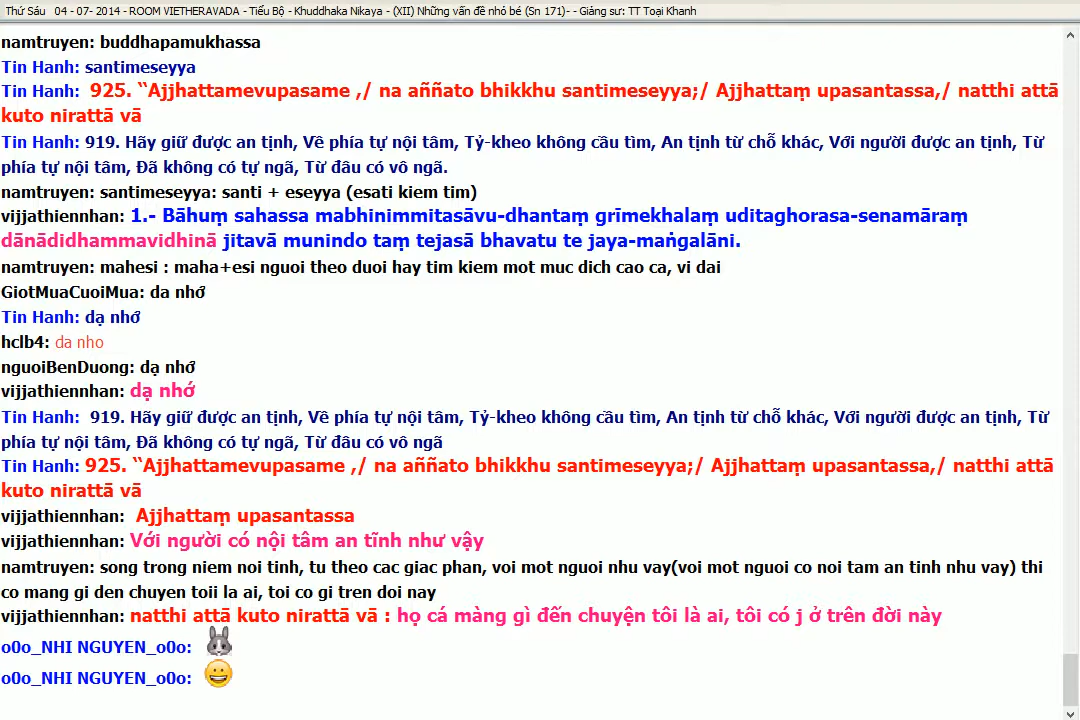 Thứ Sáu 04 - 07- 2014 - ROOM VIETHERAVADA - Tiểu Bộ - Khuddhaka Nikaya - (XII) Những vấn đề nhỏ bé (Sn 171)- - Giảng sư: TT Toại Khanh
namtruyen: buddhapamukhassa
Tin Hanh: santimeseyya
Tin Hanh: 925. “Ajjhattamevupasame ,/ na aññato bhikkhu santimeseyya;/ Ajjhattaṃ upasantassa,/ natthi attā
kuto nirattā vā
Tin Hanh: 919. Hãy giữ được an tịnh, Về phía tự nội tâm, Tỷ-kheo không cầu tìm, An tịnh từ chỗ khác, Với người được an tịnh, Từ
phía tự nội tâm, Đã không có tự ngã, Từ đâu có vô ngã.
namtruyen: santimeseyya: santi + eseyya (esati kiem tim)
vijjathiennhan: 1.- Bāhuṃ sahassa mabhinimmitasāvu-dhantaṃ grīmekhalaṃ uditaghorasa-senamāraṃ
dānādidhammavidhinā jitavā munindo taṃ tejasā bhavatu te jaya-maṅgalāni.
namtruyen: mahesi : maha+esi nguoi theo duoi hay tim kiem mot muc dich cao ca, vi dai
GiotMuaCuoiMua: da nhớ
Tin Hanh: dạ nhớ
hclb4: da nho
nguoiBenDuong: dạ nhớ
vijjathiennhan: dạ nhớ
Tin Hanh: 919. Hãy giữ được an tịnh, Về phía tự nội tâm, Tỷ-kheo không cầu tìm, An tịnh từ chỗ khác, Với người được an tịnh, Từ
phía tự nội tâm, Đã không có tự ngã, Từ đâu có vô ngã
Tin Hanh: 925. “Ajjhattamevupasame ,/ na aññato bhikkhu santimeseyya;/ Ajjhattaṃ upasantassa,/ natthi attā
kuto nirattā vā
vijjathiennhan: Ajjhattaṃ upasantassa
vijjathiennhan: Với người có nội tâm an tĩnh như vậy
namtruyen: song trong niem noi tinh, tu theo cac giac phan, voi mot nguoi nhu vay(voi mot nguoi co noi tam an tinh nhu vay) thi
co mang gi den chuyen toii la ai, toi co gi tren doi nay
vijjathiennhan: natthi attā kuto nirattā vā : họ cá màng gì đến chuyện tôi là ai, tôi có j ở trên đời này
o0o_NHI NGUYEN_o0o:
o0o_NHI NGUYEN_o0o: